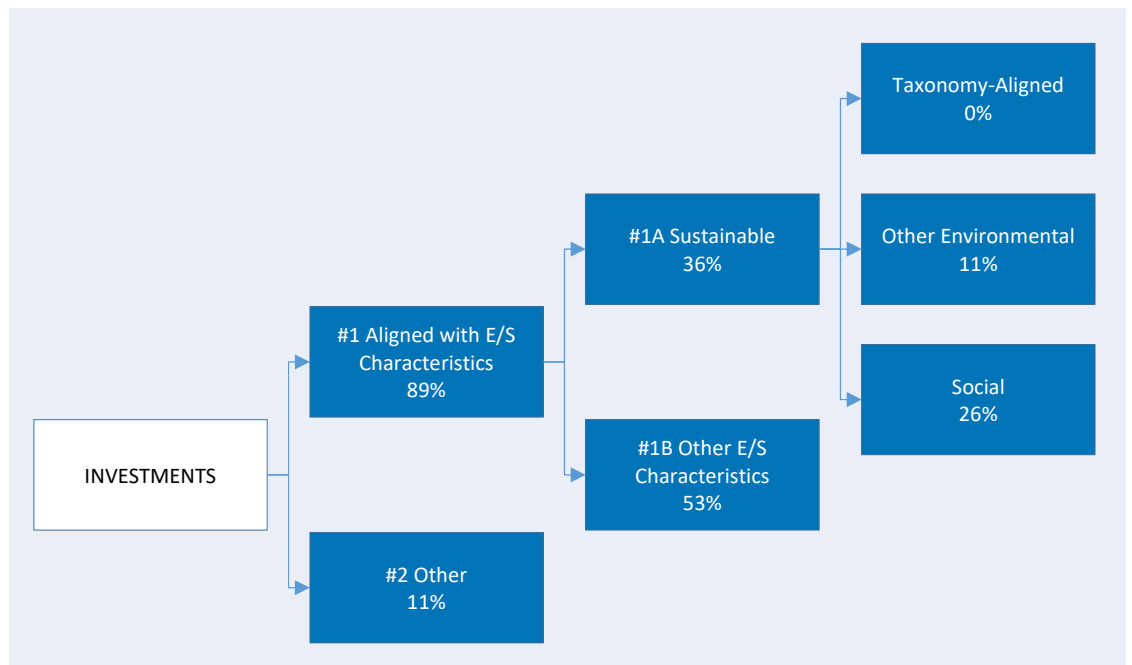 INVESTMENTS
#1 Aligned with E/S
Characteristics
89%
#2 Other
11%
#1A Sustainable
36%
#1B Other E/S
Characteristics
53%
Taxonomy-Aligned
0%
Other Environmental
11%
Social
26%